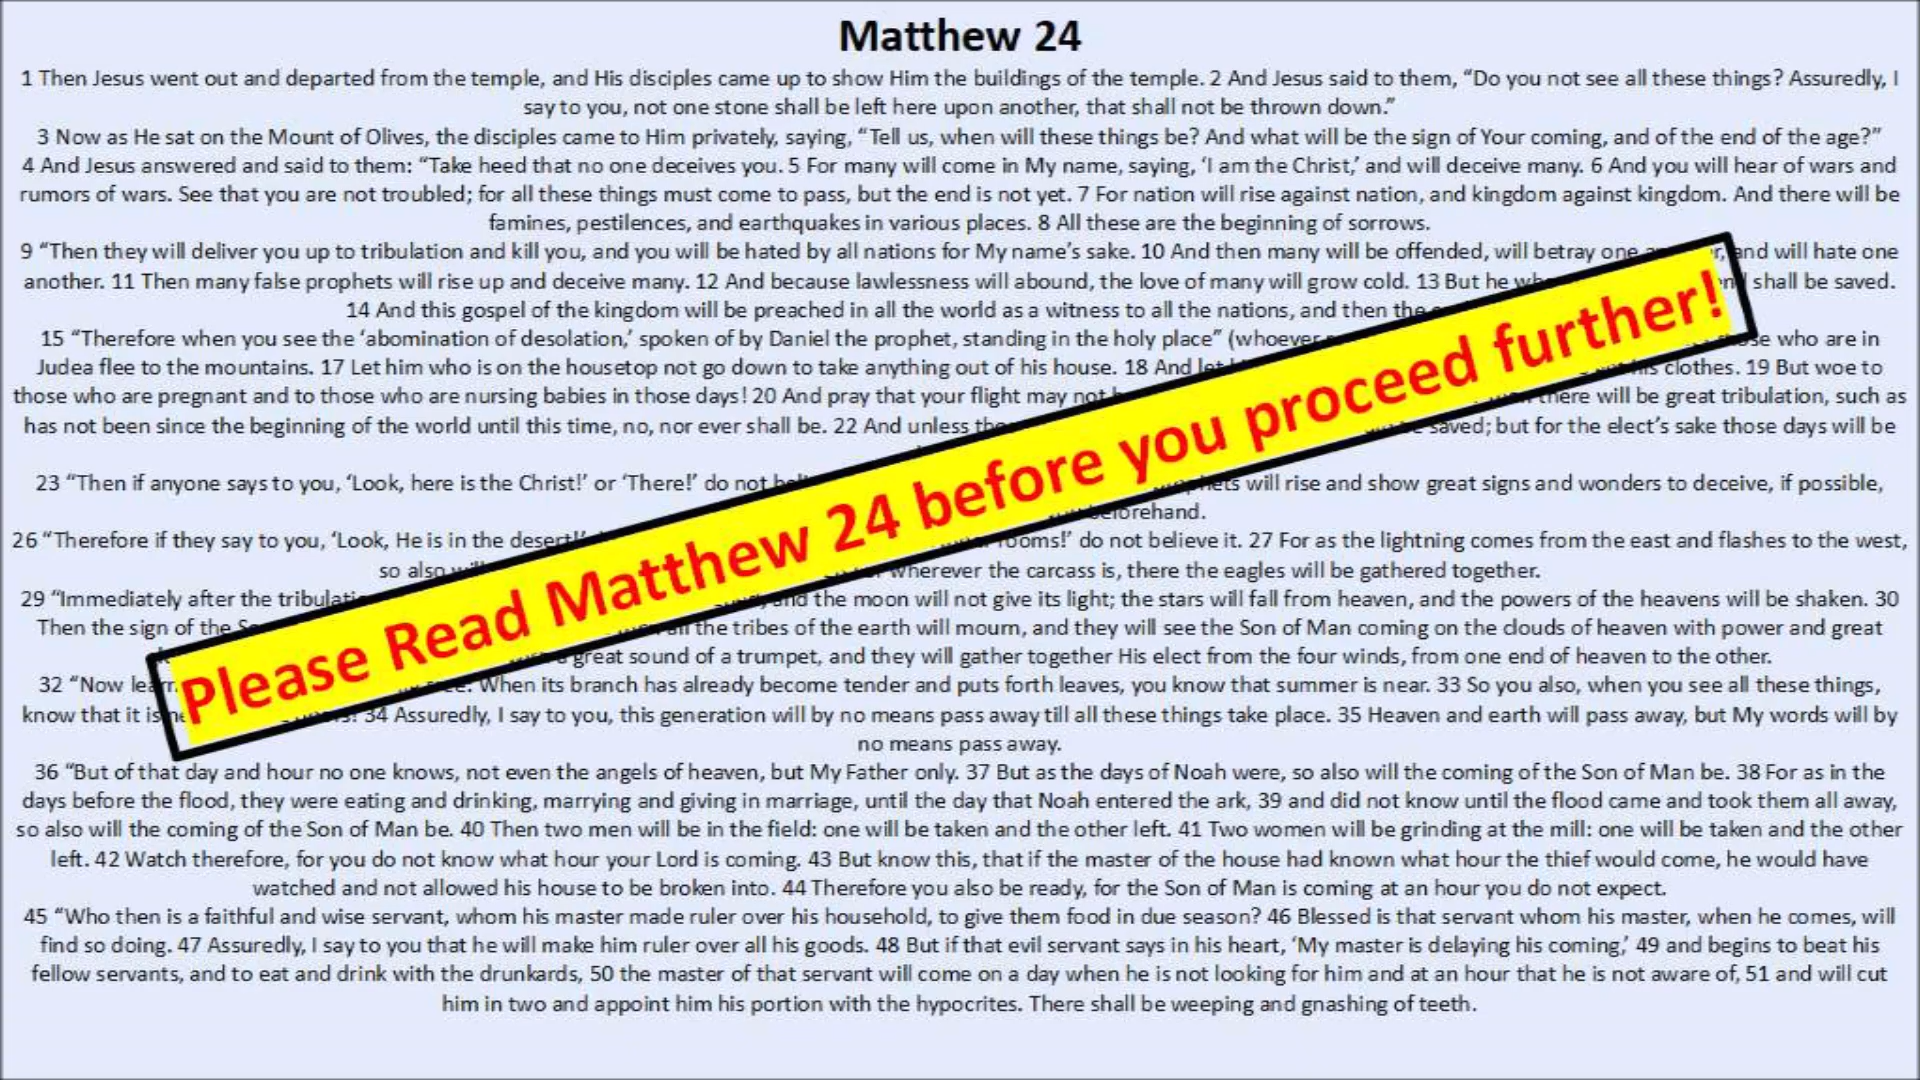 Matthew 24
1 Then Jesus went out and departed from the temple, and His disciples came up to show Him the buildings of the temple. 2 And Jesus said to them, “Do you not see all these things? Assuredly, I
say to you, not one stone shall be left here upon another, that shall not be thrown down.”
3 Now as He sat on the Mount of Olives, the disciples came to Him privately, saying, “Tell us, when will these things be? And what will be the sign of Your coming, and of the end of the age?”
4 And Jesus answered and said to them: “Take heed that no one deceives you. 5 For many will come in My name, saying, ‘I am the Christ,’ and will deceive many. 6 And you will hear of wars and
rumors of wars. See that you are not troubled; for all these things must come to pass, but the end is not yet. 7 For nation will rise against nation, and kingdom against kingdom. And there will be
famines, pestilences, and earthquakes in various places. 8 All these are the beginning of sorrows.
9 “Then they will deliver you up to tribulation and kill you, and you will be hated by all nations for My name’s sake. 10 And then many will be offended, will betray one and will hate one
another. 11 Then many false prophets will rise up and deceive many. 12 And because lawlessness will abound, the love of many will grow cold. 13 But he shall be saved.
14 And this gospel of the kingdom will be preached in all the world as a witness to all the nations, and then the
15 “Therefore when you see the ‘abomination of desolation,’ spoken of by Daniel the prophet, standing in the holy place” (whoever who are in
Judea flee to the mountains. 17 Let him who is on the housetop not go down to take anything out of his house. 18 And let his clothes. 19 But woe to
those who are pregnant and to those who are nursing babies in those days! 20 And pray that your flight may not there will be great tribulation, such as
has not been since the beginning of the world until this time, no, nor ever shall be. 22 And unless saved; but for the elect’s sake those days will be
23 “Then if anyone says to you, ‘Look, here is the Christ!’ or ‘There!’ do not will rise and show great signs and wonders to deceive, if possible,
beforehand.
26 “Therefore if they say to you, ‘Look, He is in the desert!’ rooms!’ do not believe it. 27 For as the lightning comes from the east and flashes to the west,
so also wherever the carcass is, there the eagles will be gathered together.
29 “Immediately after the and the moon will not give its light; the stars will fall from heaven, and the powers of the heavens will be shaken. 30
Then the sign of the all the tribes of the earth will mourn, and they will see the Son of Man coming on the clouds of heaven with power and great
great sound of a trumpet, and they will gather together His elect from the four winds, from one end of heaven to the other.
32 “Now learn When its branch has already become tender and puts forth leaves, you know that summer is near. 33 So you also, when you see all these things,
know that it is 34 Assuredly, I say to you, this generation will by no means pass away till all these things take place. 35 Heaven and earth will pass away, but My words will by
no means pass away.
36 “But of that day and hour no one knows, not even the angels of heaven, but My Father only. 37 But as the days of Noah were, so also will the coming of the Son of Man be. 38 For as in the
days before the flood, they were eating and drinking, marrying and giving in marriage, until the day that Noah entered the ark, 39 and did not know until the flood came and took them all away,
so also will the coming of the Son of Man be. 40 Then two men will be in the field: one will be taken and the other left. 41 Two women will be grinding at the mill: one will be taken and the other
left. 42 Watch therefore, for you do not know what hour your Lord is coming. 43 But know this, that if the master of the house had known what hour the thief would come, he would have
watched and not allowed his house to be broken into. 44 Therefore you also be ready, for the Son of Man is coming at an hour you do not expect.
45 “Who then is a faithful and wise servant, whom his master made ruler over his household, to give them food in due season? 46 Blessed is that servant whom his master, when he comes, will
find so doing. 47 Assuredly, I say to you that he will make him ruler over all his goods. 48 But if that evil servant says in his heart, ‘My master is delaying his coming,’ 49 and begins to beat his
fellow servants, and to eat and drink with the drunkards, 50 the master of that servant will come on a day when he is not looking for him and at an hour that he is not aware of, 51 and will cut
him in two and appoint him his portion with the hypocrites. There shall be weeping and gnashing of teeth.
Please Read Matthew 24 before you proceed further!